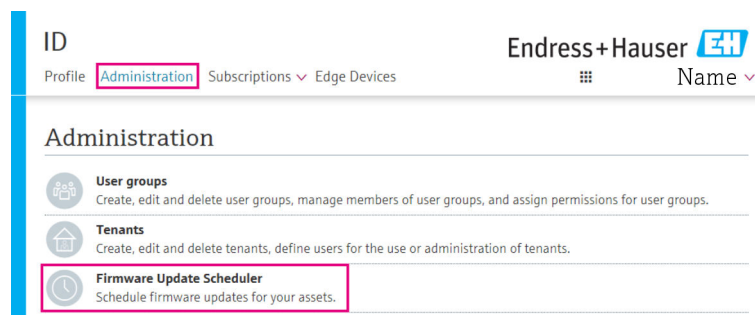 ID
Endress+Hauser EH
Profile Administration Subscriptions Edge Devices Name
Administration
User groups
Create, edit and delete user groups, manage members of user groups, and assign permissions for user groups.
Tenants
Create, edit and delete tenants, define users for the use or administration of tenants.
Firmware Update Scheduler
Schedule firmware updates for your assets.